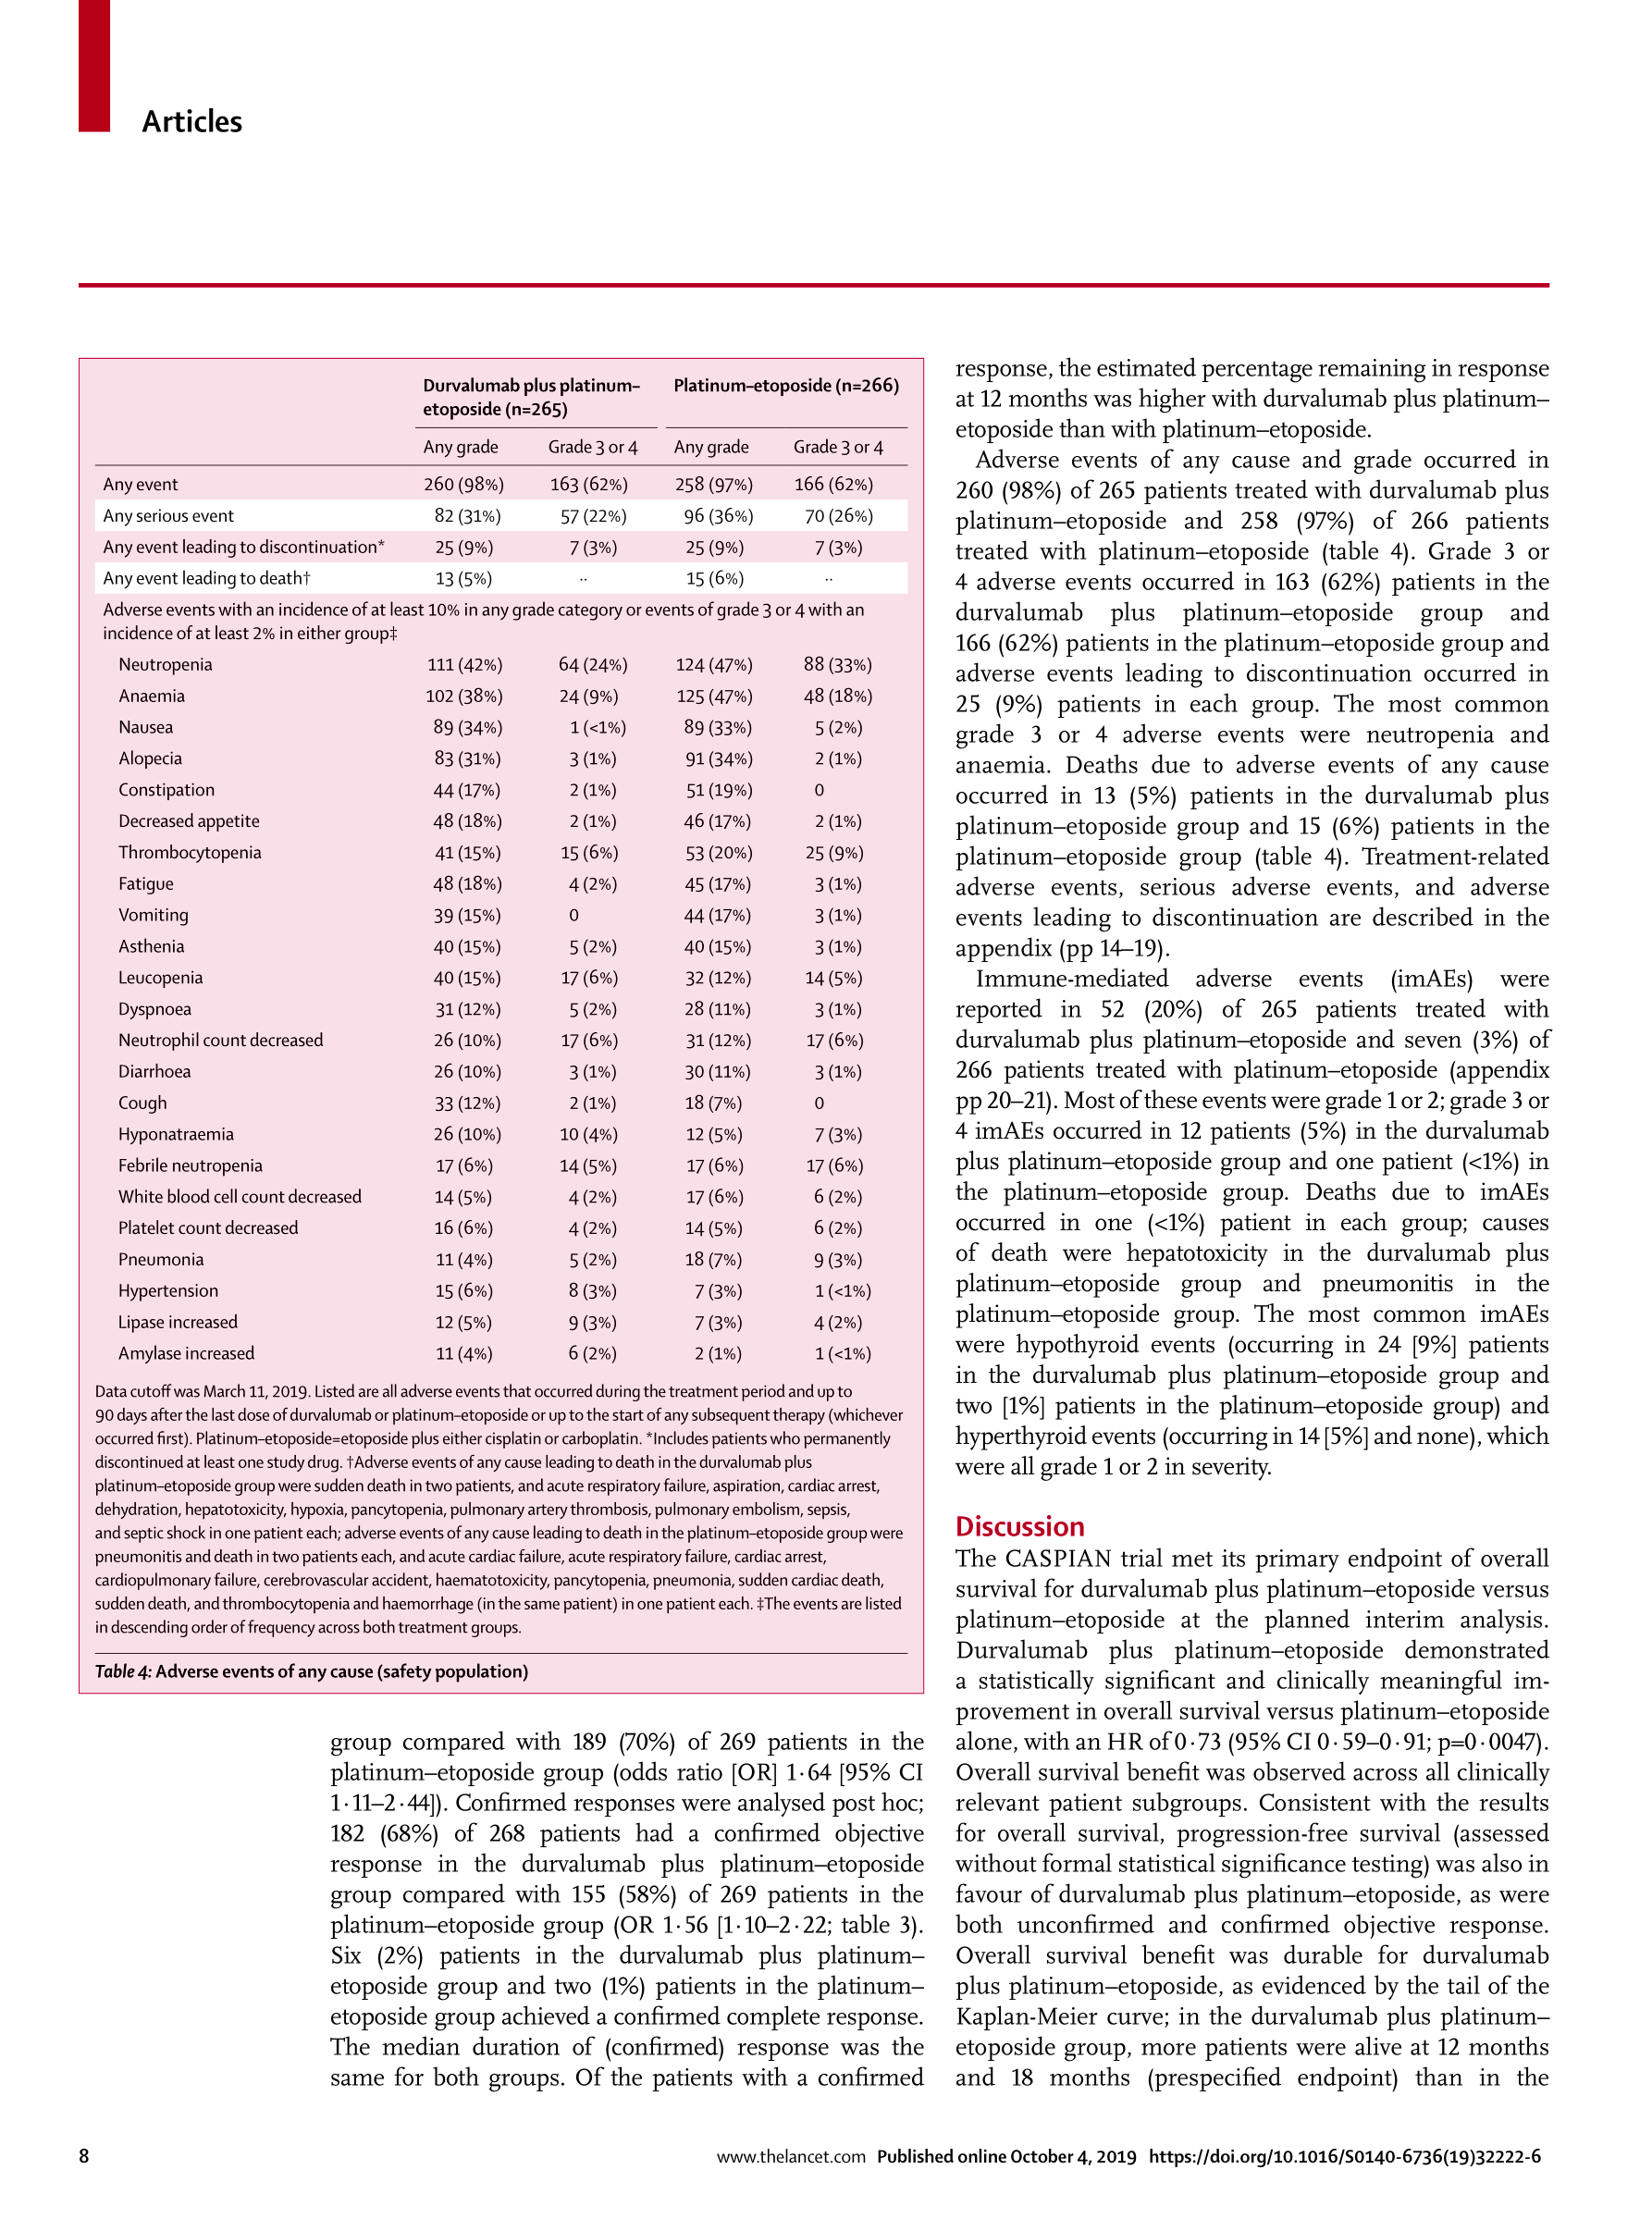 Articles
Durvalumab plus platinum–etoposide (n=265) Platinum–etoposide (n=266)
Any grade Grade 3 or 4 Any grade Grade 3 or 4
Any event 260 (98%) 163 (62%) 258 (97%) 166 (62%)
Any serious event 82 (31%) 57 (22%) 96 (36%) 70 (26%)
Any event leading to discontinuation* 25 (9%) 7 (3%) 25 (9%) 7 (3%)
Any event leading to death† 13 (5%) ·· 15 (6%) ··
Adverse events with an incidence of at least 10% in any grade category or events of grade 3 or 4 with an
incidence of at least 2% in either group‡
Neutropenia 111 (42%) 64 (24%) 124 (47%) 88 (33%)
Anaemia 102 (38%) 24 (9%) 125 (47%) 48 (18%)
Nausea 89 (34%) 1 (<1%) 89 (33%) 5 (2%)
Alopecia 83 (31%) 3 (1%) 91 (34%) 2 (1%)
Constipation 44 (17%) 2 (1%) 51 (19%) 0
Decreased appetite 48 (18%) 2 (1%) 46 (17%) 2 (1%)
Thrombocytopenia 41 (15%) 15 (6%) 53 (20%) 25 (9%)
Fatigue 48 (18%) 4 (2%) 45 (17%) 3 (1%)
Vomiting 39 (15%) 0 44 (17%) 3 (1%)
Asthenia 40 (15%) 5 (2%) 40 (15%) 3 (1%)
Leucopenia 40 (15%) 17 (6%) 32 (12%) 14 (5%)
Dyspnoea 31 (12%) 5 (2%) 28 (11%) 3 (1%)
Neutrophil count decreased 26 (10%) 17 (6%) 31 (12%) 17 (6%)
Diarrhoea 26 (10%) 3 (1%) 30 (11%) 3 (1%)
Cough 33 (12%) 2 (1%) 18 (7%) 0
Hyponatraemia 26 (10%) 10 (4%) 12 (5%) 7 (3%)
Febrile neutropenia 17 (6%) 14 (5%) 17 (6%) 17 (6%)
White blood cell count decreased 14 (5%) 4 (2%) 17 (6%) 6 (2%)
Platelet count decreased 16 (6%) 4 (2%) 14 (5%) 6 (2%)
Pneumonia 11 (4%) 5 (2%) 18 (7%) 9 (3%)
Hypertension 15 (6%) 8 (3%) 7 (3%) 1 (<1%)
Lipase increased 12 (5%) 9 (3%) 7 (3%) 4 (2%)
Amylase increased 11 (4%) 6 (2%) 2 (1%) 1 (<1%)
Data cutoff was March 11, 2019. Listed are all adverse events that occurred during the treatment period and up to
90 days after the last dose of durvalumab or platinum–etoposide or up to the start of any subsequent therapy (whichever
occurred first). Platinum–etoposide=etoposide plus either cisplatin or carboplatin. *Includes patients who permanently
discontinued at least one study drug. †Adverse events of any cause leading to death in the durvalumab plus
platinum–etoposide group were sudden death in two patients, and acute respiratory failure, aspiration, cardiac arrest,
dehydration, hepatotoxicity, hypoxia, pancytopenia, pulmonary artery thrombosis, pulmonary embolism, sepsis,
and septic shock in one patient each; adverse events of any cause leading to death in the platinum–etoposide group were
pneumonitis and death in two patients each, and acute cardiac failure, acute respiratory failure, cardiac arrest,
cardiopulmonary failure, cerebrovascular accident, haematotoxicity, pancytopenia, pneumonia, sudden cardiac death,
sudden death, and thrombocytopenia and haemorrhage (in the same patient) in one patient each. ‡The events are listed
in descending order of frequency across both treatment groups.
Table 4: Adverse events of any cause (safety population)
group compared with 189 (70%) of 269 patients in the
platinum–etoposide group (odds ratio [OR] 1·64 [95% CI
1·11–2·44]). Confirmed responses were analysed post hoc;
182 (68%) of 268 patients had a confirmed objective
response in the durvalumab plus platinum–etoposide
group compared with 155 (58%) of 269 patients in the
platinum–etoposide group (OR 1·56 [1·10–2·22; table 3).
Six (2%) patients in the durvalumab plus platinum–
etoposide group and two (1%) patients in the platinum–
etoposide group achieved a confirmed complete response.
The median duration of (confirmed) response was the
same for both groups. Of the patients with a confirmed
response, the estimated percentage remaining in response
at 12 months was higher with durvalumab plus platinum–
etoposide than with platinum–etoposide.
Adverse events of any cause and grade occurred in
260 (98%) of 265 patients treated with durvalumab plus
platinum–etoposide and 258 (97%) of 266 patients
treated with platinum–etoposide (table 4). Grade 3 or
4 adverse events occurred in 163 (62%) patients in the
durvalumab plus platinum–etoposide group and
166 (62%) patients in the platinum–etoposide group and
adverse events leading to discontinuation occurred in
25 (9%) patients in each group. The most common
grade 3 or 4 adverse events were neutropenia and
anaemia. Deaths due to adverse events of any cause
occurred in 13 (5%) patients in the durvalumab plus
platinum–etoposide group and 15 (6%) patients in the
platinum–etoposide group (table 4). Treatment-related
adverse events, serious adverse events, and adverse
events leading to discontinuation are described in the
appendix (pp 14–19).
Immune-mediated adverse events (imAEs) were
reported in 52 (20%) of 265 patients treated with
durvalumab plus platinum–etoposide and seven (3%) of
266 patients treated with platinum–etoposide (appendix
pp 20–21). Most of these events were grade 1 or 2; grade 3 or
4 imAEs occurred in 12 patients (5%) in the durvalumab
plus platinum–etoposide group and one patient (<1%) in
the platinum–etoposide group. Deaths due to imAEs
occurred in one (<1%) patient in each group; causes
of death were hepatotoxicity in the durvalumab plus
platinum–etoposide group and pneumonitis in the
platinum–etoposide group. The most common imAEs
were hypothyroid events (occurring in 24 [9%] patients
in the durvalumab plus platinum–etoposide group and
two [1%] patients in the platinum–etoposide group) and
hyperthyroid events (occurring in 14 [5%] and none), which
were all grade 1 or 2 in severity.
Discussion
The CASPIAN trial met its primary endpoint of overall
survival for durvalumab plus platinum–etoposide versus
platinum–etoposide at the planned interim analysis.
Durvalumab plus platinum–etoposide demonstrated
a statistically significant and clinically meaningful im-
provement in overall survival versus platinum–etoposide
alone, with an HR of 0·73 (95% CI 0·59–0·91; p=0·0047).
Overall survival benefit was observed across all clinically
relevant patient subgroups. Consistent with the results
for overall survival, progression-free survival (assessed
without formal statistical significance testing) was also in
favour of durvalumab plus platinum–etoposide, as were
both unconfirmed and confirmed objective response.
Overall survival benefit was durable for durvalumab
plus platinum–etoposide, as evidenced by the tail of the
Kaplan-Meier curve; in the durvalumab plus platinum–
etoposide group, more patients were alive at 12 months
and 18 months (prespecified endpoint) than in the
8 www.thelancet.com Published online October 4, 2019 https://doi.org/10.1016/S0140-6736(19)32222-6